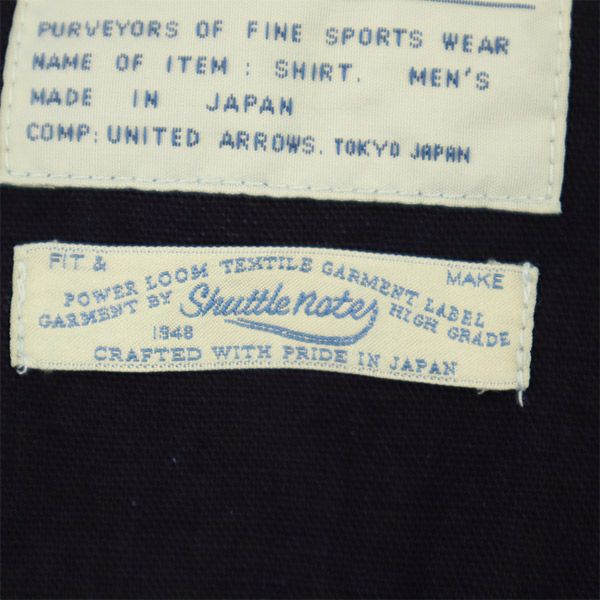 PURVEYORS OF FINE SPORTS WEAR
NAME OF ITEM : SHIRT. MEN'S
MADE IN JAPAN
COMP: UNITED ARROWS. TOKYO JAPAN
FIT & MAKE
POWER LOOM TEXTILE GARMENT LABEL
GARMENT BY Shuttle notes HIGH GRADE
1948
CRAFTED WITH PRIDE IN JAPAN